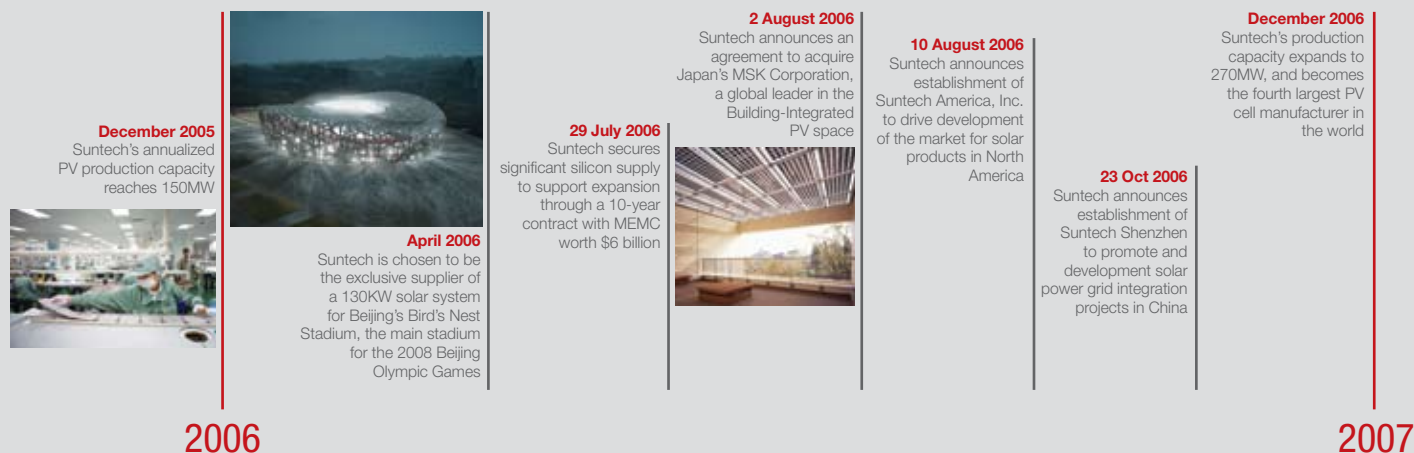 December 2005
Suntech's annualized
PV production capacity
reaches 150MW
April 2006
Suntech is chosen to be
the exclusive supplier of
a 130KW solar system
for Beijing's Bird's Nest
Stadium, the main stadium
for the 2008 Beijing
Olympic Games
29 July 2006
Suntech secures
significant silicon supply
to support expansion
through a 10-year
contract with MEMC
worth $6 billion
2 August 2006
Suntech announces an
agreement to acquire
Japan's MSK Corporation,
a global leader in the
Building-Integrated
PV space
10 August 2006
Suntech announces
establishment of
Suntech America, Inc.
to drive development
of the market for solar
products in North
America
23 Oct 2006
Suntech announces
establishment of
Suntech Shenzhen
to promote and
development solar
power grid integration
projects in China
December 2006
Suntech's production
capacity expands to
270MW, and becomes
the fourth largest PV
cell manufacturer in
the world
2006
2007